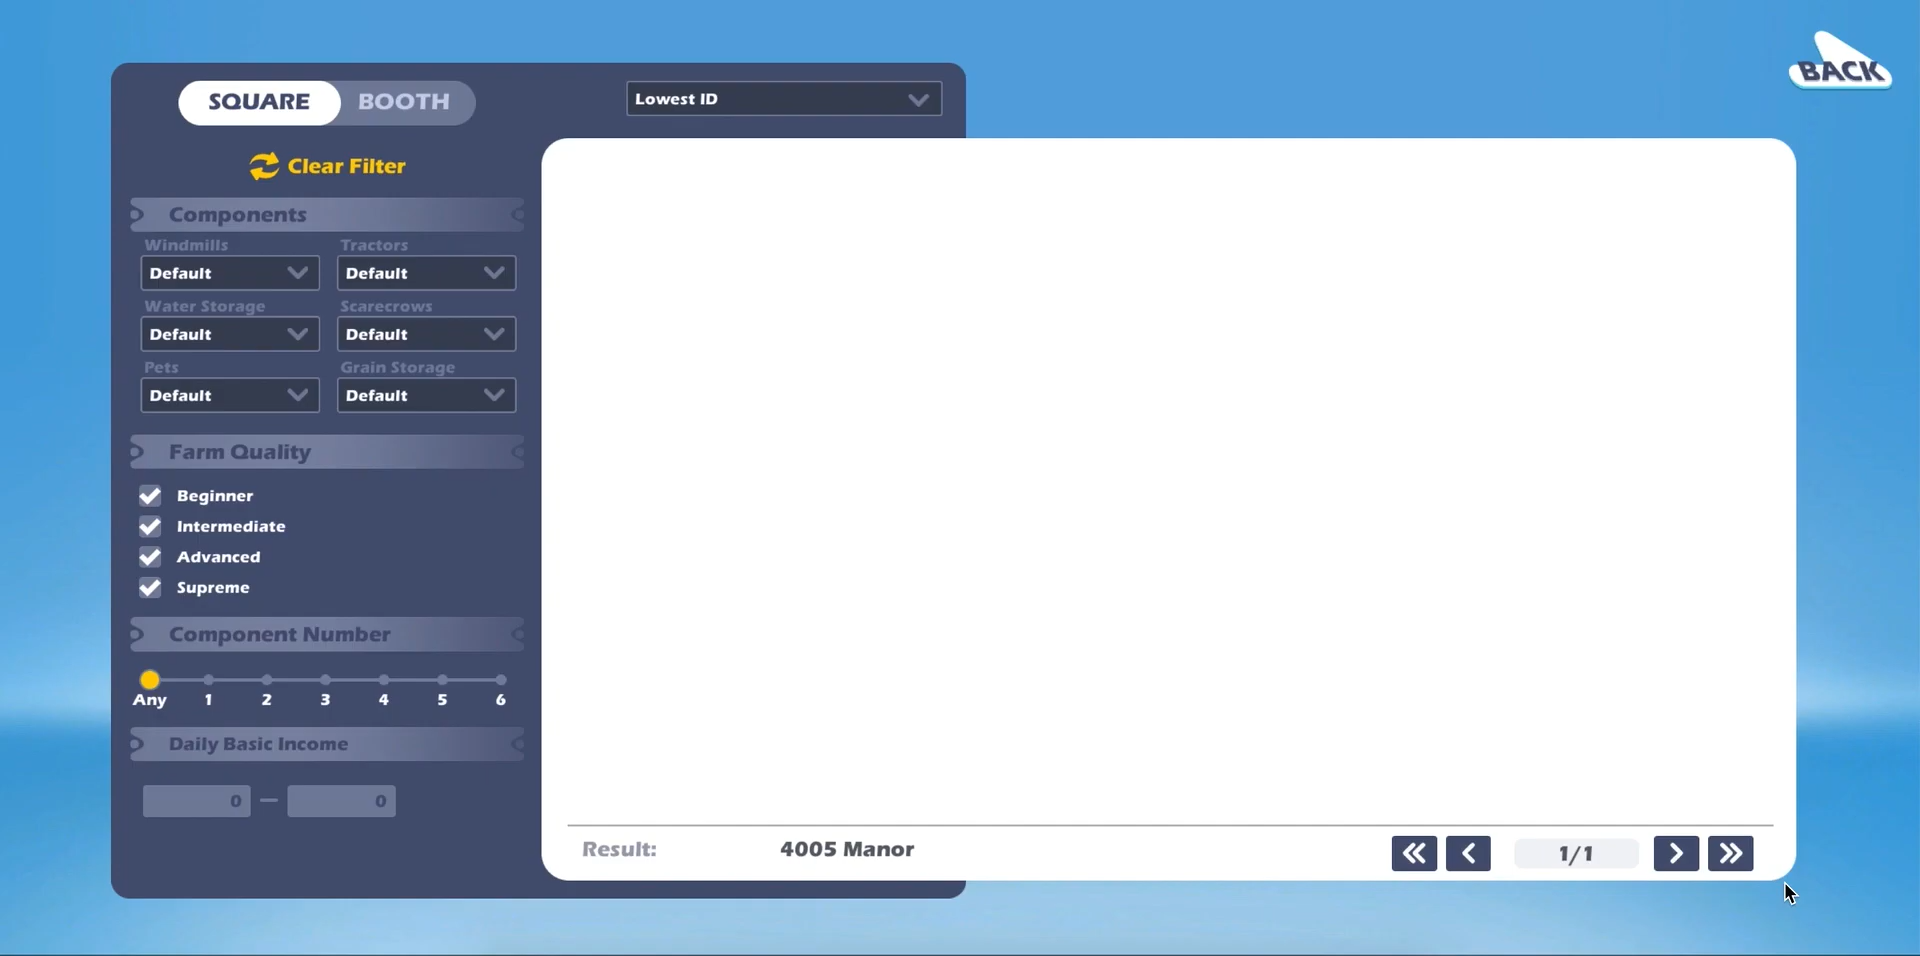 BACK
SQUARE BOOTH
Lowest ID
Clear Filter
Components
Windmills Tractors
Default Default
Water Storage Scarecrows
Default Default
Pets Grain Storage
Default Default
Farm Quality
Beginner
Intermediate
Advanced
Supreme
Component Number
Any 1 2 3 4 5 6
Daily Basic Income
0 — 0
Result: 4005 Manor
1/1